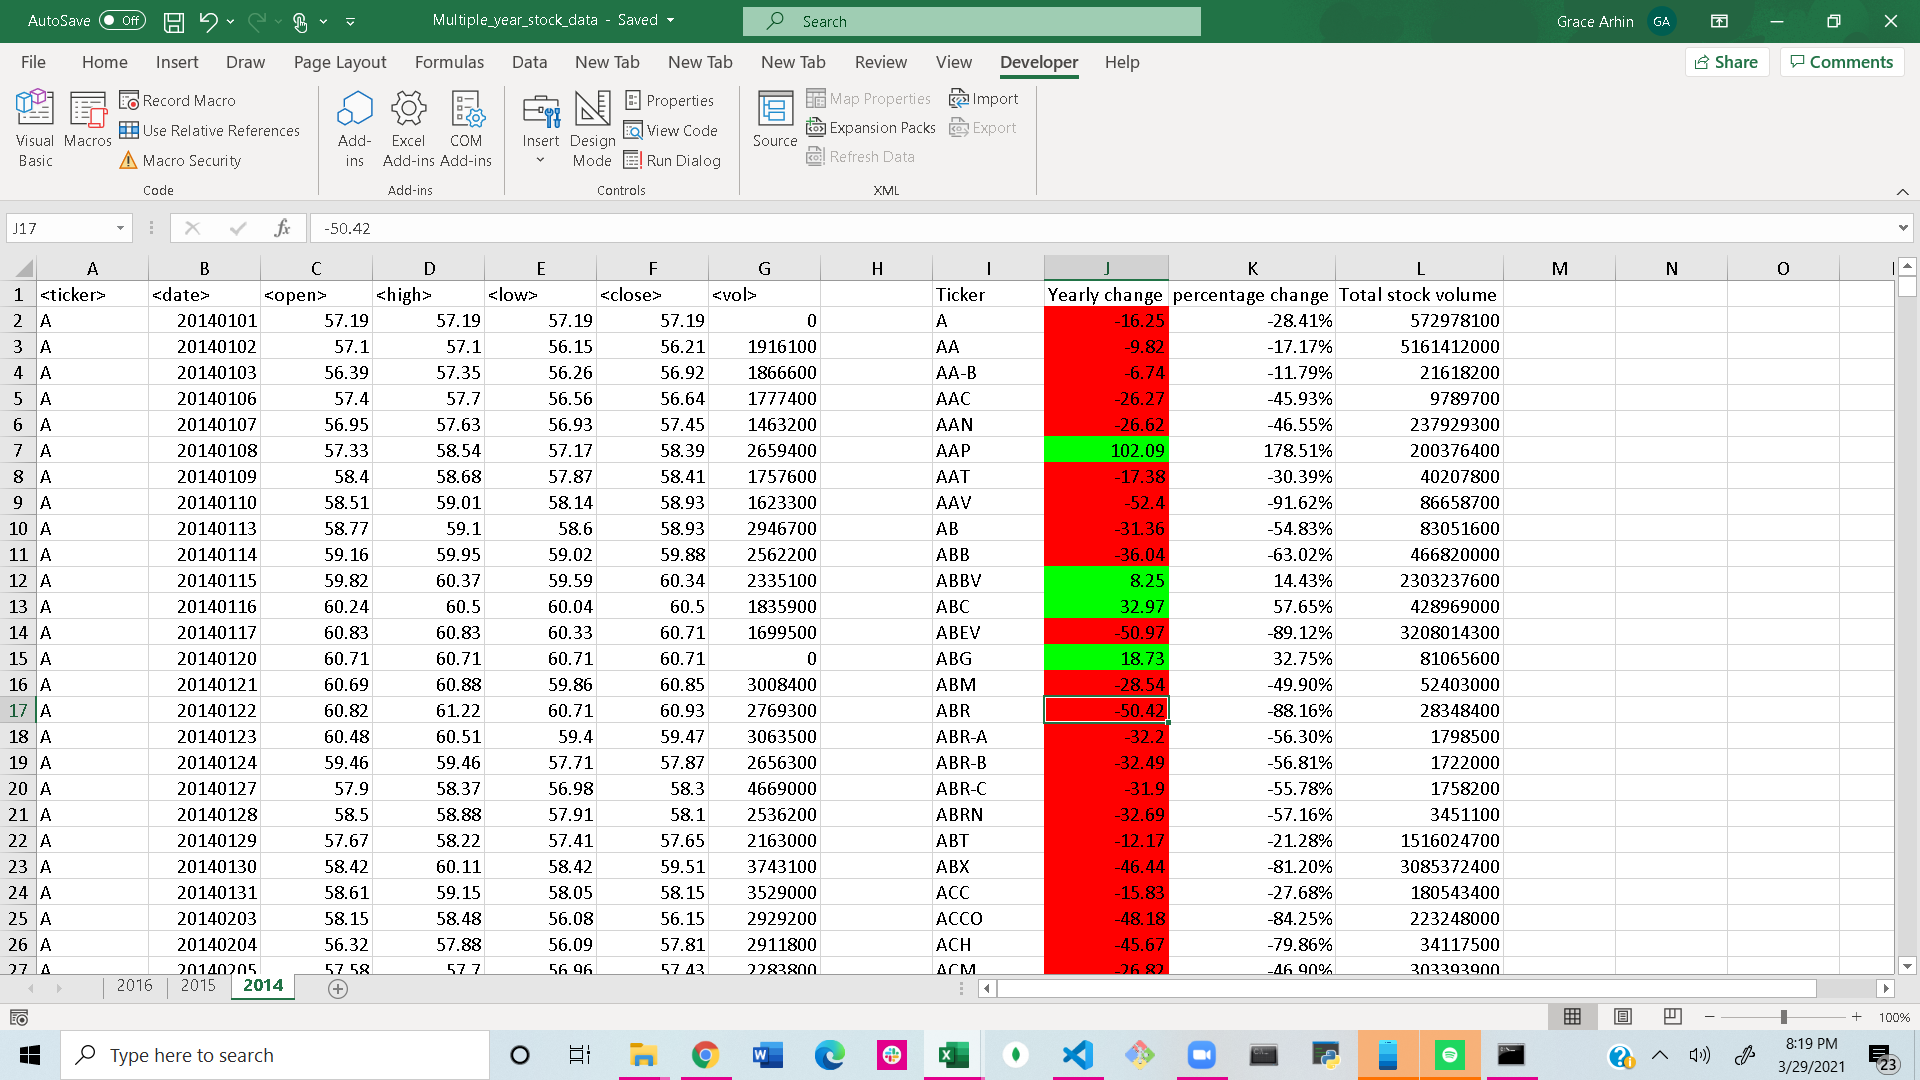 AutoSave Off Multiple_year_stock_data - Saved Search Grace Arhin GA
File Home Insert Draw Page Layout Formulas Data New Tab New Tab New Tab Review View Developer Help Share Comments
Visual Basic Macros Record Macro Use Relative References Macro Security
Add-ins Excel Add-ins COM Add-ins
Insert Design Mode Properties View Code Run Dialog
Source Map Properties Expansion Packs Refresh Data Import Export
Code Add-ins Controls XML
J17 fx -50.42
A B C D E F G H I J K L M N O
1 <ticker> <date> <open> <high> <low> <close> <vol> Ticker Yearly change percentage change Total stock volume
2 A 20140101 57.19 57.19 57.19 57.19 0 A -16.25 -28.41% 572978100
3 A 20140102 57.1 57.1 56.15 56.21 1916100 AA -9.82 -17.17% 5161412000
4 A 20140103 56.39 57.35 56.26 56.92 1866600 AA-B -6.74 -11.79% 21618200
5 A 20140106 57.4 57.7 56.56 56.64 1777400 AAC -26.27 -45.93% 9789700
6 A 20140107 56.95 57.63 56.93 57.45 1463200 AAN -26.62 -46.55% 237929300
7 A 20140108 57.33 58.54 57.17 58.39 2659400 AAP 102.09 178.51% 200376400
8 A 20140109 58.4 58.68 57.87 58.41 1757600 AAT -17.38 -30.39% 40207800
9 A 20140110 58.51 59.01 58.14 58.93 1623300 AAV -52.4 -91.62% 86658700
10 A 20140113 58.77 59.1 58.6 58.93 2946700 AB -31.36 -54.83% 83051600
11 A 20140114 59.16 59.95 59.02 59.88 2562200 ABB -36.04 -63.02% 466820000
12 A 20140115 59.82 60.37 59.59 60.34 2335100 ABBV 8.25 14.43% 2303237600
13 A 20140116 60.24 60.5 60.04 60.5 1835900 ABC 32.97 57.65% 428969000
14 A 20140117 60.83 60.83 60.33 60.71 1699500 ABEV -50.97 -89.12% 3208014300
15 A 20140120 60.71 60.71 60.71 60.71 0 ABG 18.73 32.75% 81065600
16 A 20140121 60.69 60.88 59.86 60.85 3008400 ABM -28.54 -49.90% 52403000
17 A 20140122 60.82 61.22 60.71 60.93 2769300 ABR -50.42 -88.16% 28348400
18 A 20140123 60.48 60.51 59.4 59.47 3063500 ABR-A -32.2 -56.30% 1798500
19 A 20140124 59.46 59.46 57.71 57.87 2656300 ABR-B -32.49 -56.81% 1722000
20 A 20140127 57.9 58.37 56.98 58.3 4669000 ABR-C -31.9 -55.78% 1758200
21 A 20140128 58.5 58.88 57.91 58.1 2536200 ABRN -32.69 -57.16% 3451100
22 A 20140129 57.67 58.22 57.41 57.65 2163000 ABT -12.17 -21.28% 1516024700
23 A 20140130 58.42 60.11 58.42 59.51 3743100 ABX -46.44 -81.20% 3085372400
24 A 20140131 58.61 59.15 58.05 58.15 3529000 ACC -15.83 -27.68% 180543400
25 A 20140203 58.15 58.48 56.08 56.15 2929200 ACCO -48.18 -84.25% 223248000
26 A 20140204 56.32 57.88 56.09 57.81 2911800 ACH -45.67 -79.86% 34117500
27 A 20140205 57.58 57.7 56.96 57.43 2283800 ACM -26.82 -46.90% 303393900
2016 2015 2014
100%
Type here to search 8:19 PM
3/29/2021 23